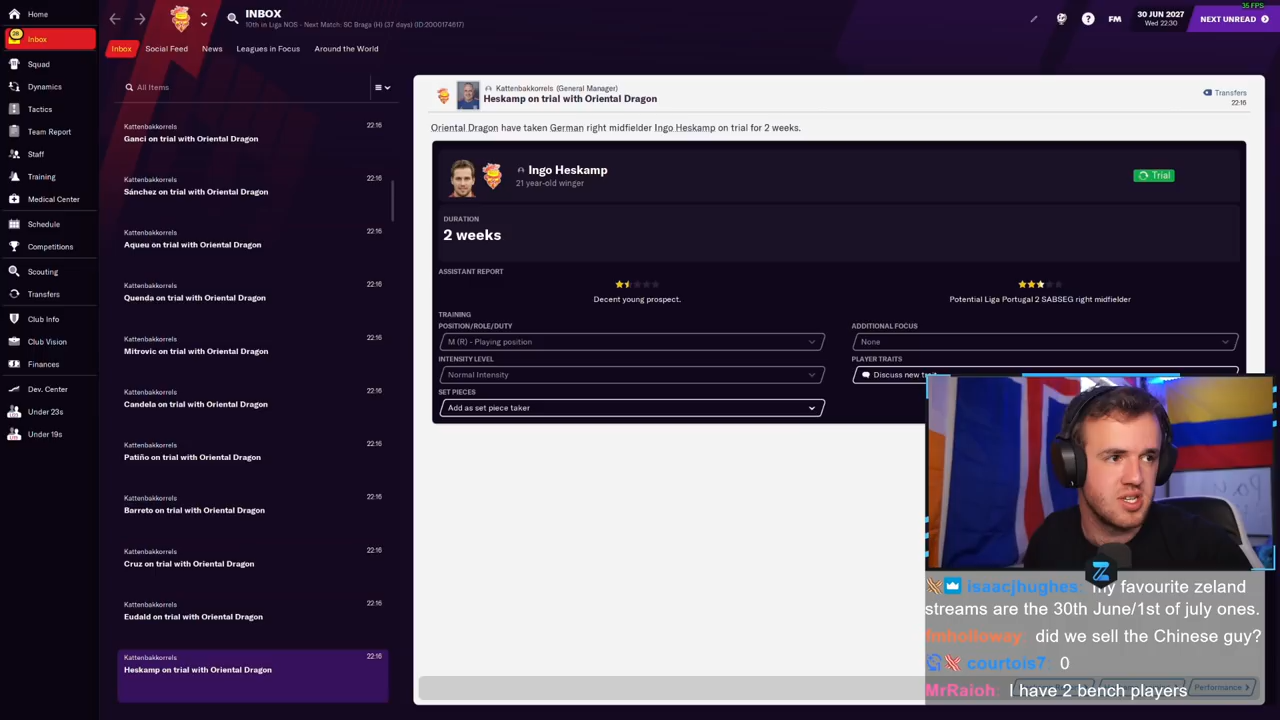 Home
Inbox
28
Squad
Dynamics
Tactics
Team Report
Staff
Training
Medical Center
Schedule
Competitions
Scouting
Transfers
Club Info
Club Vision
Finances
Dev. Center
Under 23s
Under 19s
INBOX
10th in Liga NOS - Next Match: SC Braga (H) (37 days) (ID:2000174617)
35 FPS
FM
30 JUN 2027
Wed 22:30
NEXT UNREAD
Inbox
Social Feed
News
Leagues in Focus
Around the World
All Items
Kattenbakkorrels
22:16
Ganci on trial with Oriental Dragon
Kattenbakkorrels
22:16
Sánchez on trial with Oriental Dragon
Kattenbakkorrels
22:16
Aqueu on trial with Oriental Dragon
Kattenbakkorrels
22:16
Quenda on trial with Oriental Dragon
Kattenbakkorrels
22:16
Mitrovic on trial with Oriental Dragon
Kattenbakkorrels
22:16
Candela on trial with Oriental Dragon
Kattenbakkorrels
22:16
Patiño on trial with Oriental Dragon
Kattenbakkorrels
22:16
Barreto on trial with Oriental Dragon
Kattenbakkorrels
22:16
Cruz on trial with Oriental Dragon
Kattenbakkorrels
22:16
Eudald on trial with Oriental Dragon
Kattenbakkorrels
22:16
Heskamp on trial with Oriental Dragon
Kattenbakkorrels (General Manager)
Heskamp on trial with Oriental Dragon
Transfers
22:16
Oriental Dragon have taken German right midfielder Ingo Heskamp on trial for 2 weeks.
Ingo Heskamp
21 year-old winger
Trial
DURATION
2 weeks
ASSISTANT REPORT
Decent young prospect.
Potential Liga Portugal 2 SABSEG right midfielder
TRAINING
POSITION/ROLE/DUTY
M (R) - Playing position
ADDITIONAL FOCUS
None
INTENSITY LEVEL
Normal Intensity
PLAYER TRAITS
Discuss new trait
SET PIECES
Add as set piece taker
isaacjhughes: my favourite zeland
streams are the 30th June/1st of july ones.
finholloway: did we sell the Chinese guy?
courtois7: 0
MrRaioh: I have 2 bench players
Performance